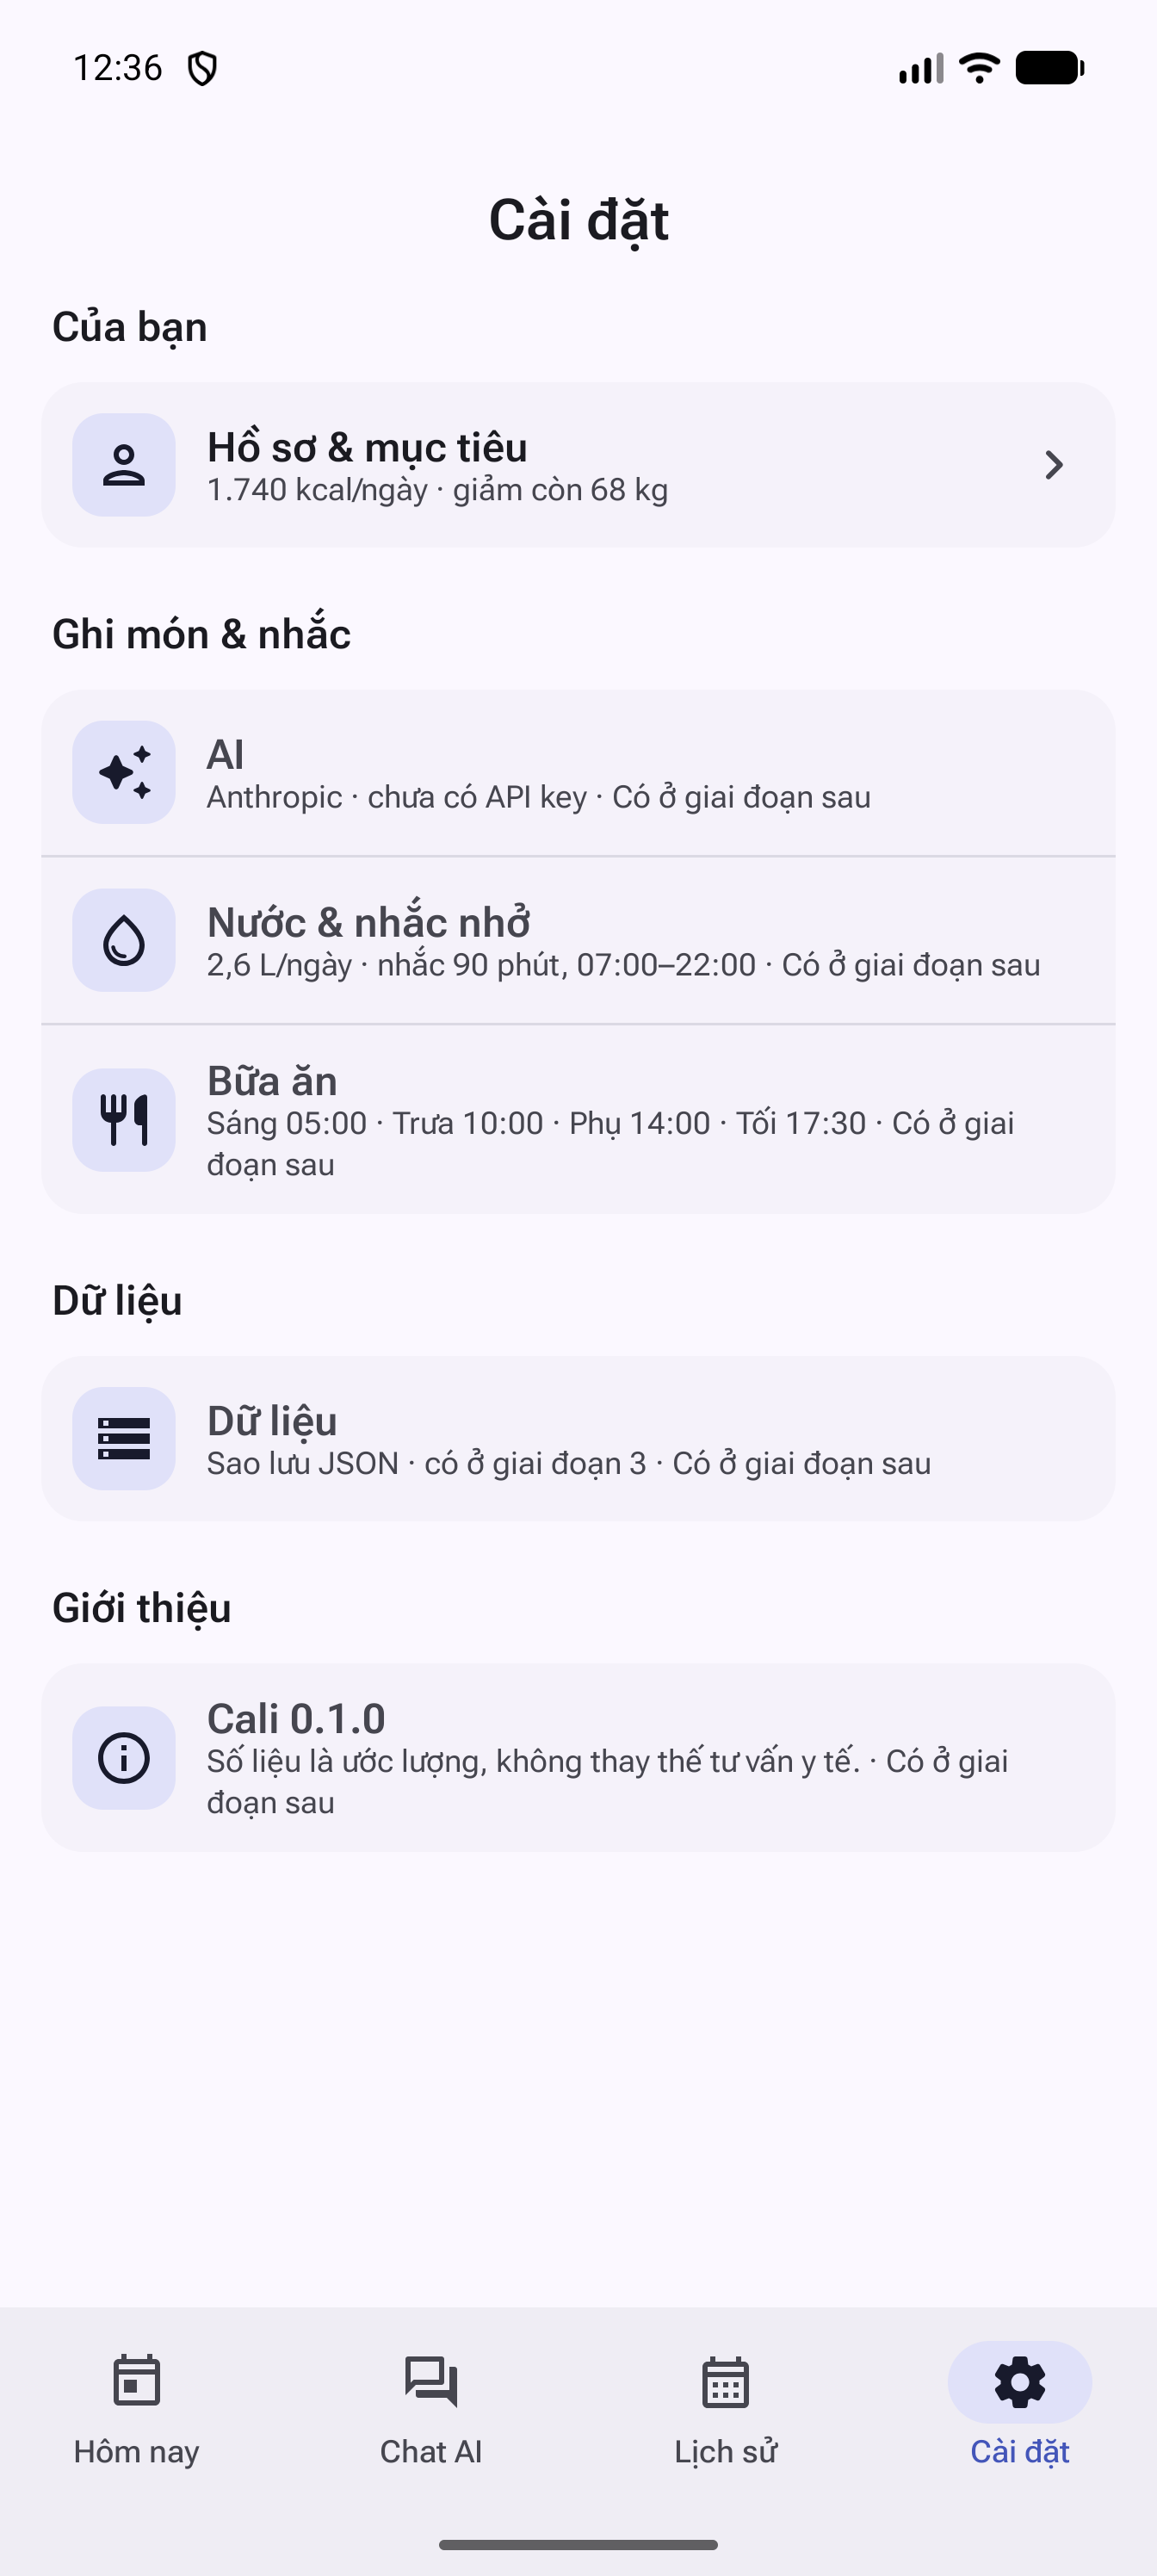 12:36
Cài đặt
Của bạn
Hồ sơ & mục tiêu
1.740 kcal/ngày · giảm còn 68 kg
Ghi món & nhắc
AI
Anthropic · chưa có API key · Có ở giai đoạn sau
Nước & nhắc nhở
2,6 L/ngày · nhắc 90 phút, 07:00–22:00 · Có ở giai đoạn sau
Bữa ăn
Sáng 05:00 · Trưa 10:00 · Phụ 14:00 · Tối 17:30 · Có ở giai
đoạn sau
Dữ liệu
Dữ liệu
Sao lưu JSON · có ở giai đoạn 3 · Có ở giai đoạn sau
Giới thiệu
Cali 0.1.0
Số liệu là ước lượng, không thay thế tư vấn y tế. · Có ở giai
đoạn sau
Hôm nay
Chat AI
Lịch sử
Cài đặt